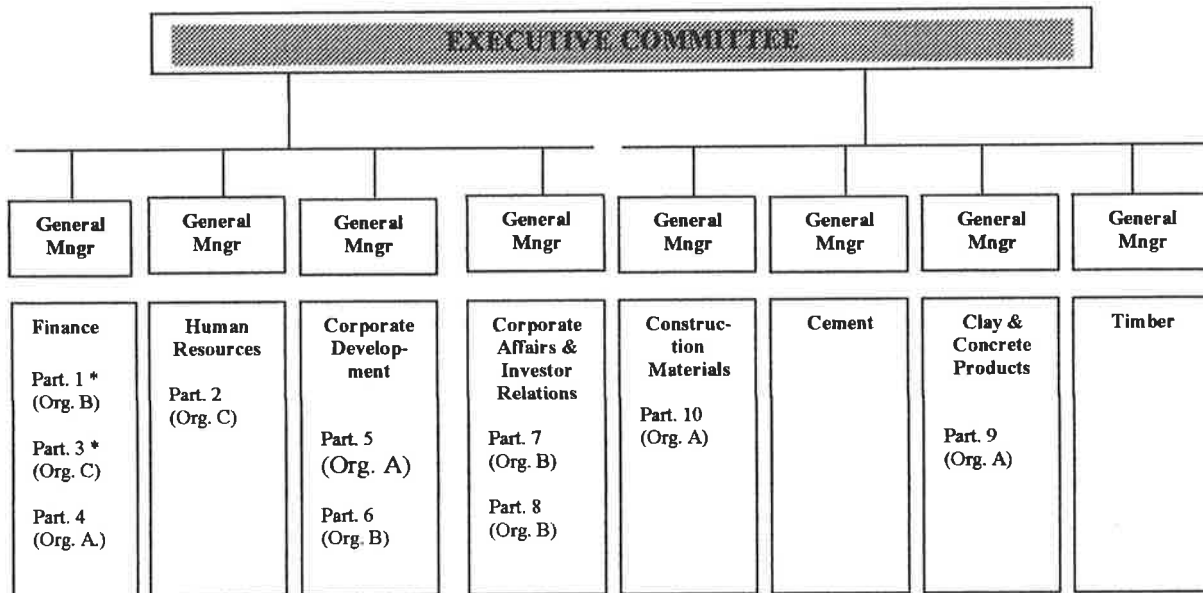 EXECUTIVE COMMITTEE
General
Mngr
General
Mngr
General
Mngr
General
Mngr
General
Mngr
General
Mngr
General
Mngr
General
Mngr
Finance
Part. 1 *
(Org. B)
Part. 3 *
(Org. C)
Part. 4
(Org. A.)
Human
Resources
Part. 2
(Org. C)
Corporate
Develop-
ment
Part. 5
(Org. A)
Part. 6
(Org. B)
Corporate
Affairs &
Investor
Relations
Part. 7
(Org. B)
Part. 8
(Org. B)
Construc-
tion
Materials
Part. 10
(Org. A)
Cement
Clay &
Concrete
Products
Part. 9
(Org. A)
Timber